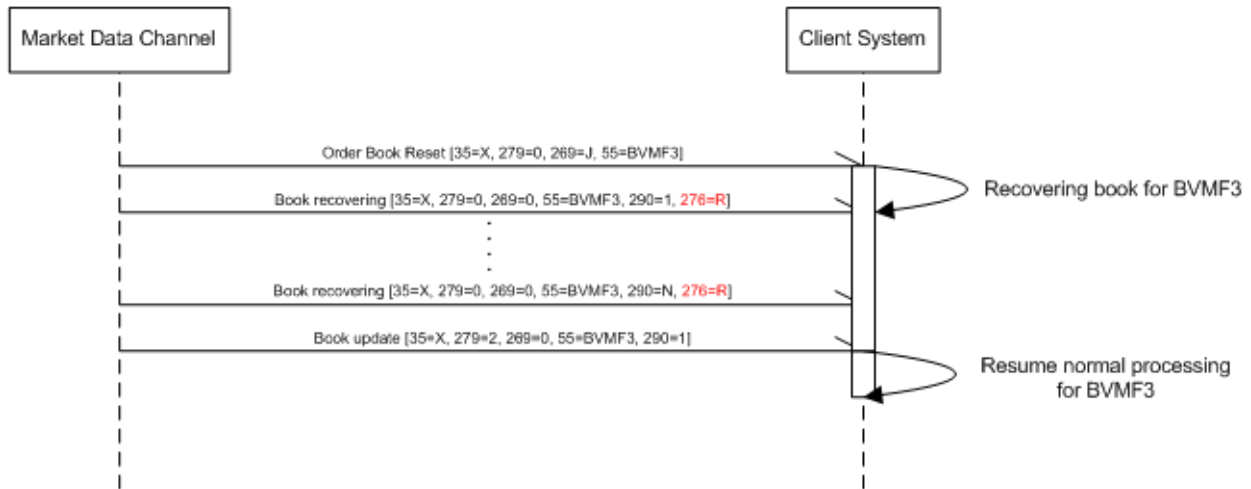 Market Data Channel
Client System
Order Book Reset [35=X, 279=0, 269=J, 55=BVMF3]
Recovering book for BVMF3
Book recovering [35=X, 279=0, 269=0, 55=BVMF3, 290=1, 276=R]
Book recovering [35=X, 279=0, 269=0, 55=BVMF3, 290=N, 276=R]
Book update [35=X, 279=2, 269=0, 55=BVMF3, 290=1]
Resume normal processing
for BVMF3